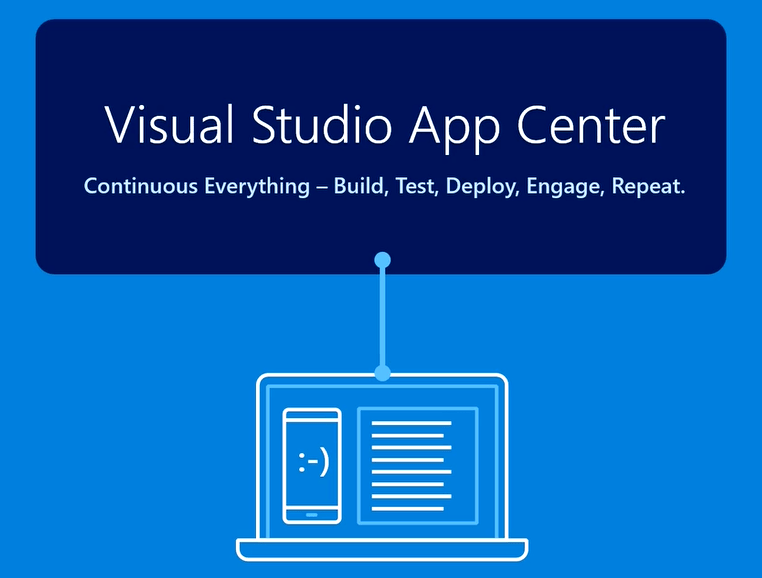 Visual Studio App Center
Continuous Everything – Build, Test, Deploy, Engage, Repeat.
:-)